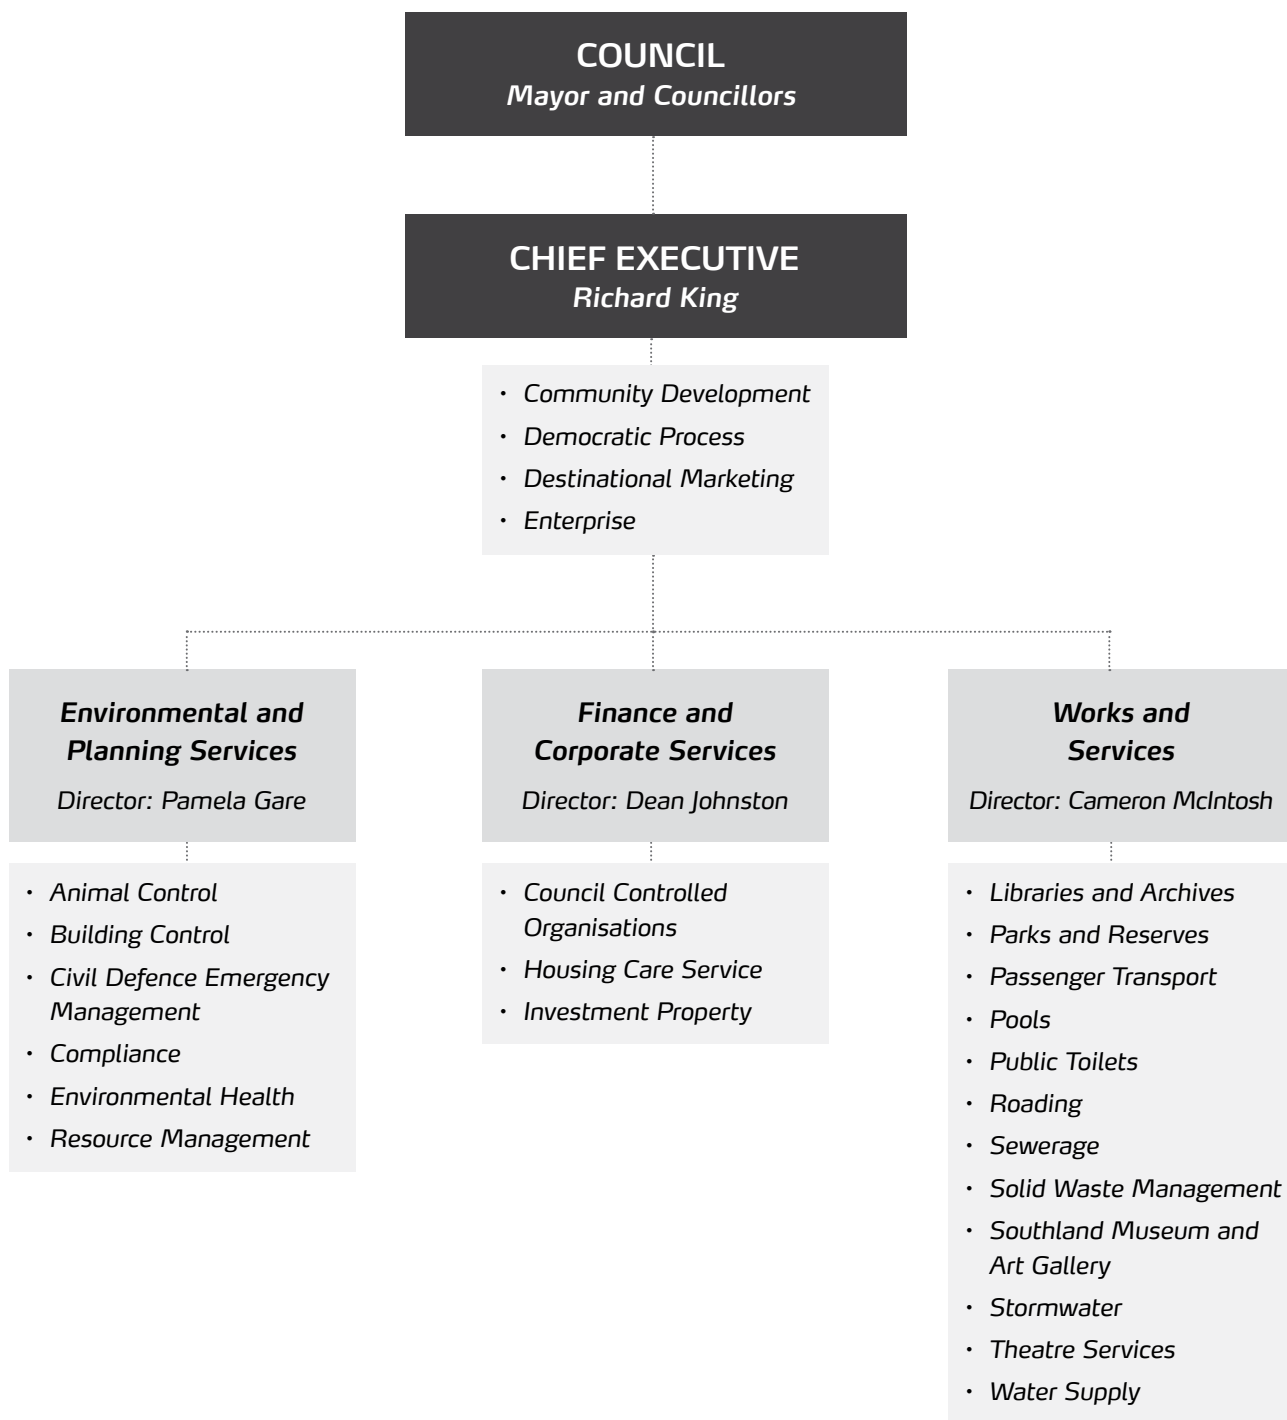 COUNCIL
Mayor and Councillors
CHIEF EXECUTIVE
Richard King
• Community Development
• Democratic Process
• Destinational Marketing
• Enterprise
Environmental and
Planning Services
Director: Pamela Gare
• Animal Control
• Building Control
• Civil Defence Emergency
Management
• Compliance
• Environmental Health
• Resource Management
Finance and
Corporate Services
Director: Dean Johnston
• Council Controlled
Organisations
• Housing Care Service
• Investment Property
Works and
Services
Director: Cameron McIntosh
• Libraries and Archives
• Parks and Reserves
• Passenger Transport
• Pools
• Public Toilets
• Roading
• Sewerage
• Solid Waste Management
• Southland Museum and
Art Gallery
• Stormwater
• Theatre Services
• Water Supply